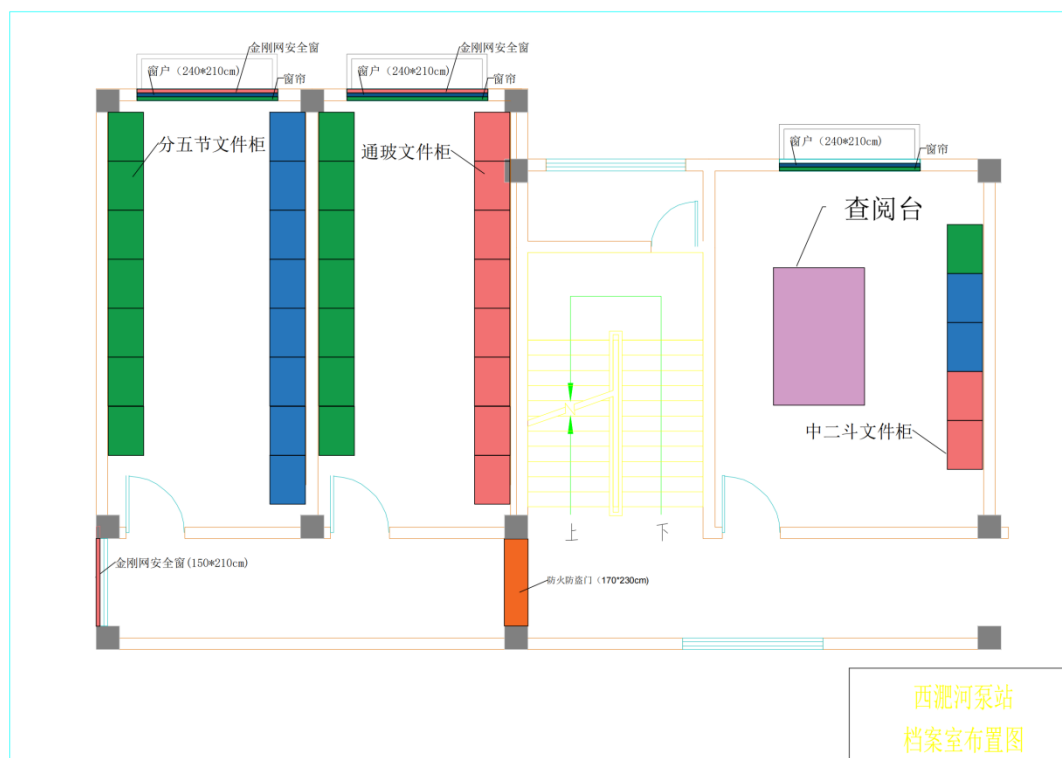 金刚网安全窗
金刚网安全窗
窗户（240*210cm)
窗帘
窗户（240*210cm)
窗帘
窗户（240*210cm)
窗帘
分五节文件柜
通玻文件柜
查阅台
中二斗文件柜
上
下
金刚网安全窗(150*210cm)
防火防盗门（170*230cm)
西淝河泵站
档案室布置图